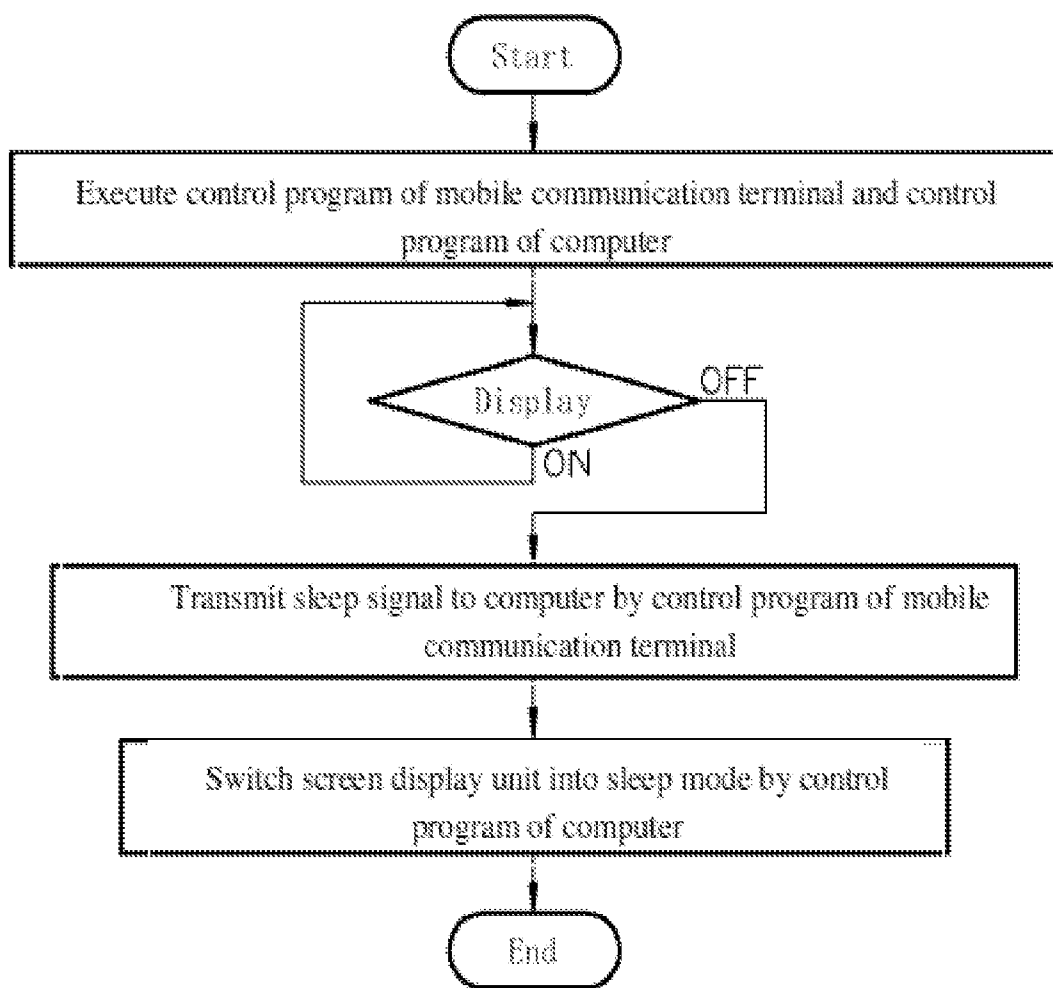 Start
Execute control program of mobile communication terminal and control
program of computer
Display
OFF
ON
Transmit sleep signal to computer by control program of mobile
communication terminal
Switch screen display unit into sleep mode by control
program of computer
End